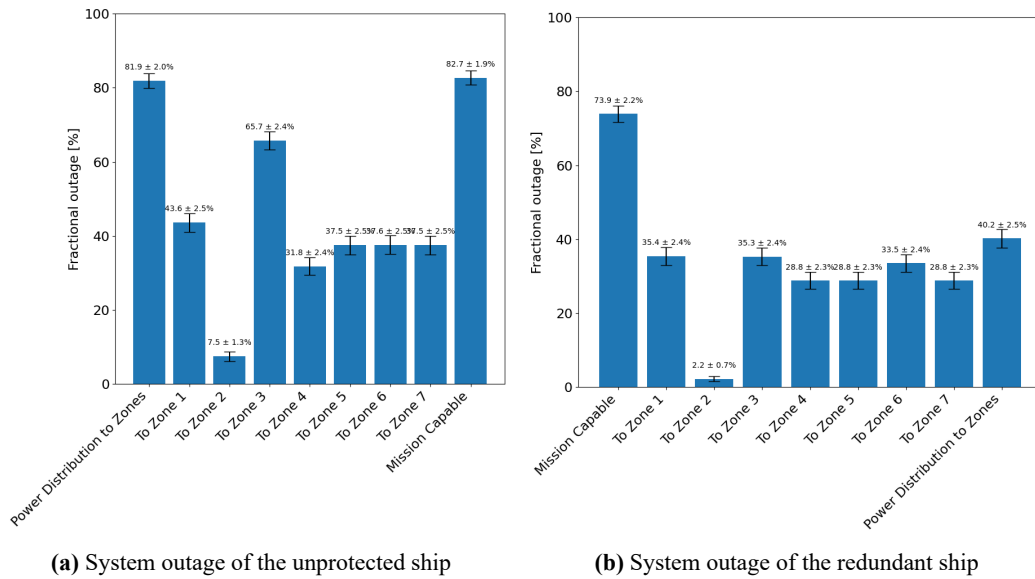 100
80
60
40
20
0
Fractional outage [%]
81.9 ± 2.0%
43.6 ± 2.5%
7.5 ± 1.3%
65.7 ± 2.4%
31.8 ± 2.4%
37.5 ± 2.5%
37.6 ± 2.5%
37.5 ± 2.5%
82.7 ± 1.9%
Power Distribution to Zones
To Zone 1
To Zone 2
To Zone 3
To Zone 4
To Zone 5
To Zone 6
To Zone 7
Mission Capable
(a) System outage of the unprotected ship
100
80
60
40
20
0
Fractional outage [%]
73.9 ± 2.2%
35.4 ± 2.4%
2.2 ± 0.7%
35.3 ± 2.4%
28.8 ± 2.3%
28.8 ± 2.3%
33.5 ± 2.4%
28.8 ± 2.3%
40.2 ± 2.5%
Mission Capable
To Zone 1
To Zone 2
To Zone 3
To Zone 4
To Zone 5
To Zone 6
To Zone 7
Power Distribution to Zones
(b) System outage of the redundant ship